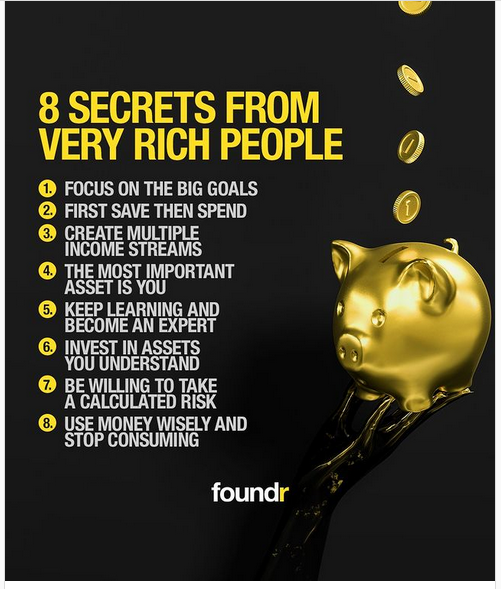 8 SECRETS FROM
VERY RICH PEOPLE
1. FOCUS ON THE BIG GOALS
2. FIRST SAVE THEN SPEND
3. CREATE MULTIPLE
INCOME STREAMS
4. THE MOST IMPORTANT
ASSET IS YOU
5. KEEP LEARNING AND
BECOME AN EXPERT
6. INVEST IN ASSETS
YOU UNDERSTAND
7. BE WILLING TO TAKE
A CALCULATED RISK
8. USE MONEY WISELY AND
STOP CONSUMING
foundr